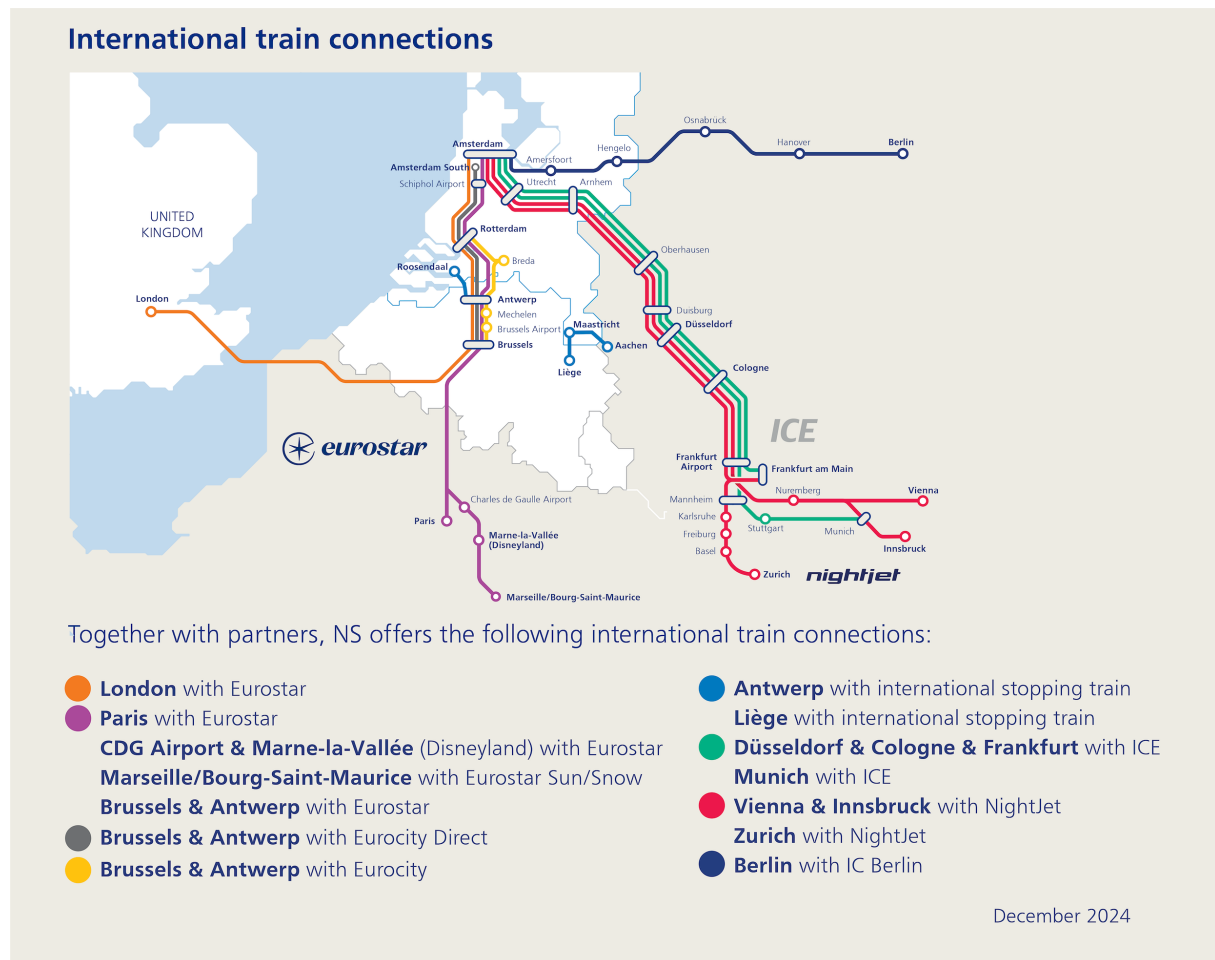 International train connections
Osnabrück
Hanover
Berlin
Amsterdam
Hengelo
Amersfoort
Amsterdam South
Schiphol Airport
Utrecht
Arnhem
UNITED
KINGDOM
Rotterdam
Oberhausen
Breda
Roosendaal
London
Antwerp
Mechelen
Brussels Airport
Brussels
Duisburg
Düsseldorf
Maastricht
Aachen
Liège
Cologne
ICE
eurostar
Frankfurt
Airport
Frankfurt am Main
Mannheim
Nuremberg
Vienna
Charles de Gaulle Airport
Paris
Karlsruhe
Stuttgart
Munich
Freiburg
Marne-la-Vallée
(Disneyland)
Basel
Innsbruck
Zurich
nightjet
Marseille/Bourg-Saint-Maurice
Together with partners, NS offers the following international train connections:
London with Eurostar
Paris with Eurostar
CDG Airport & Marne-la-Vallée (Disneyland) with Eurostar
Marseille/Bourg-Saint-Maurice with Eurostar Sun/Snow
Brussels & Antwerp with Eurostar
Brussels & Antwerp with Eurocity Direct
Brussels & Antwerp with Eurocity
Antwerp with international stopping train
Liège with international stopping train
Düsseldorf & Cologne & Frankfurt with ICE
Munich with ICE
Vienna & Innsbruck with NightJet
Zurich with NightJet
Berlin with IC Berlin
December 2024